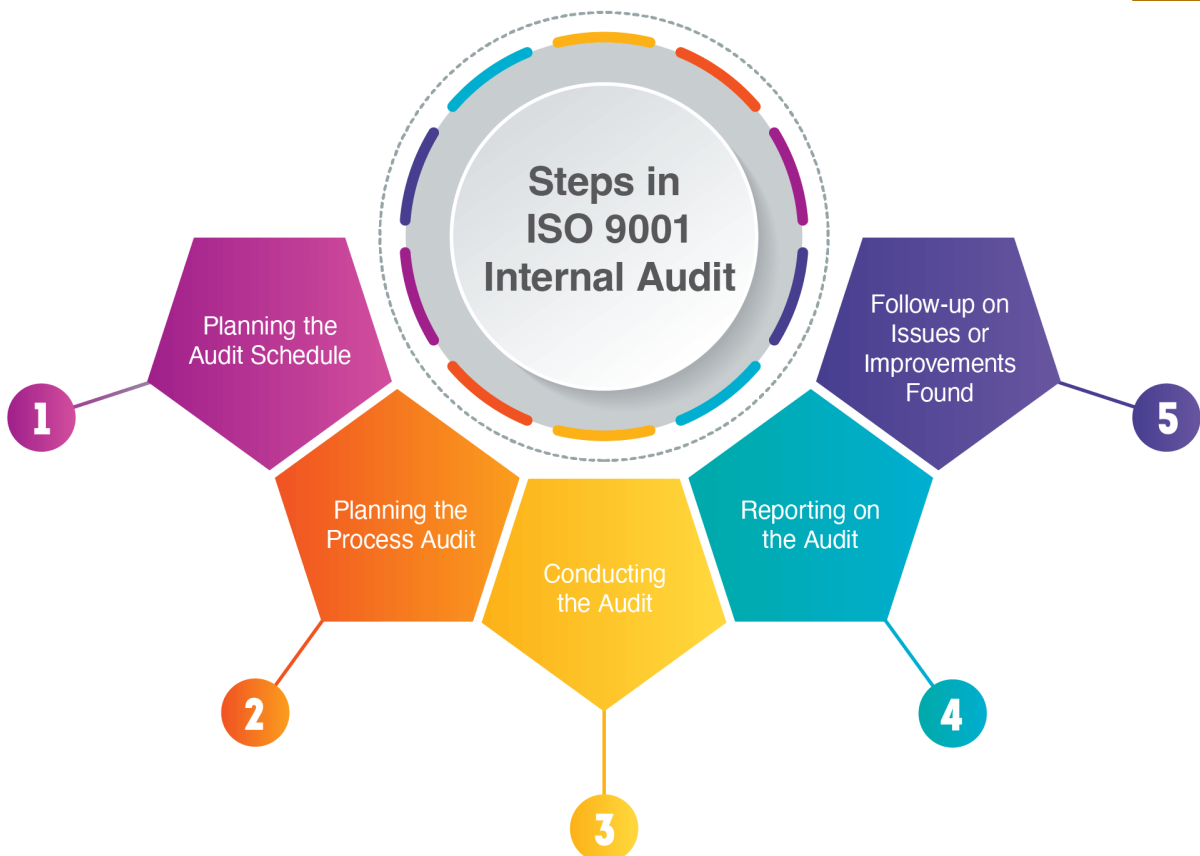 Steps in
ISO 9001
Internal Audit
Planning the
Audit Schedule
1
Planning the
Process Audit
2
Conducting
the Audit
3
Reporting on
the Audit
4
Follow-up on
Issues or
Improvements
Found
5